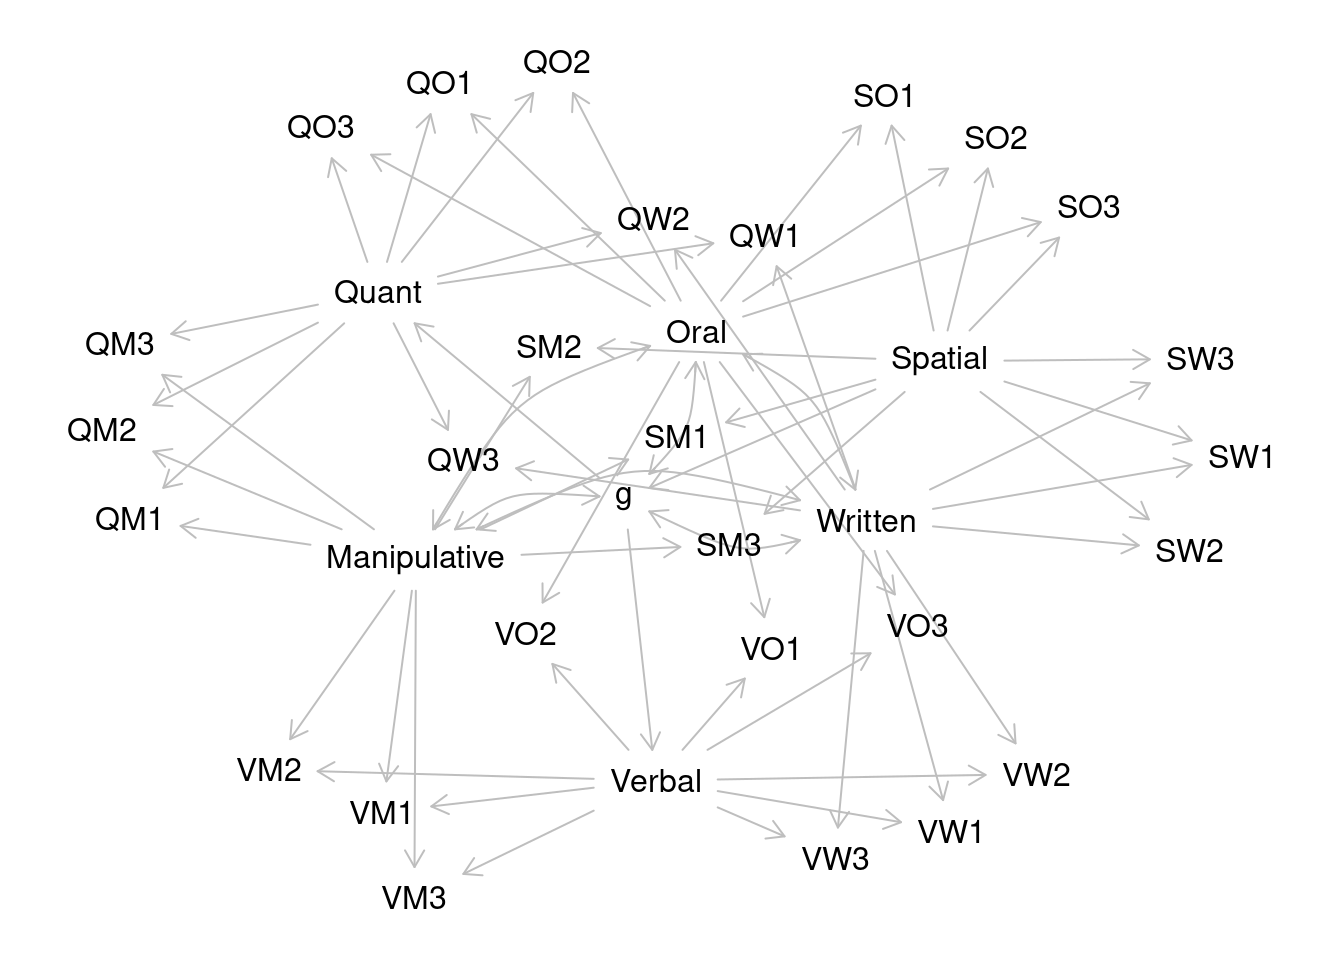 QO2
QO1
SO1
QO3
SO2
SO3
QW2
QW1
Quant
Oral
QM3
SM2
Spatial
SW3
QM2
SM1
QW3
SW1
g
QM1
Written
SM3
SW2
Manipulative
VO3
VO2
VO1
VM2
Verbal
VW2
VM1
VW1
VW3
VM3